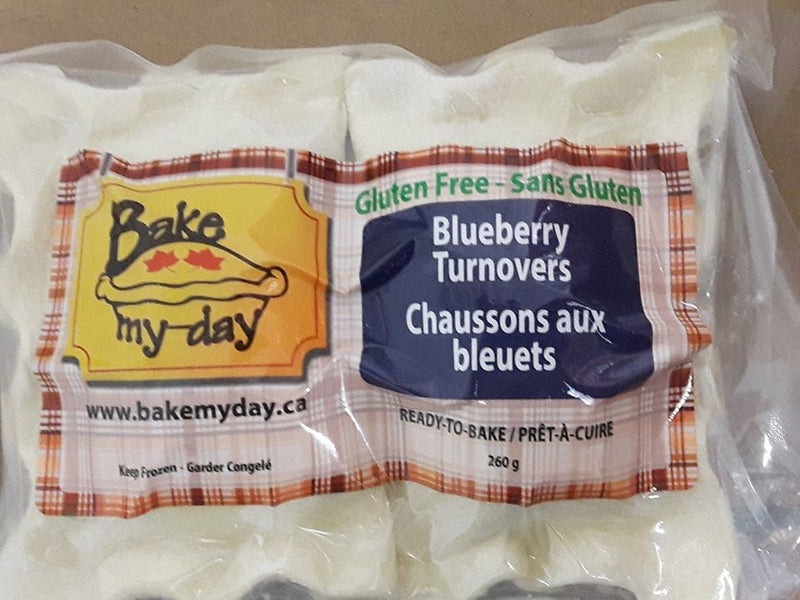 Bake
my day
www.bakemyday.ca
Keep Frozen - Garder Congelé
Gluten Free - Sans Gluten
Blueberry
Turnovers
Chaussons aux
bleuets
READY-TO-BAKE / PRÊT-À-CUIRE
260 g